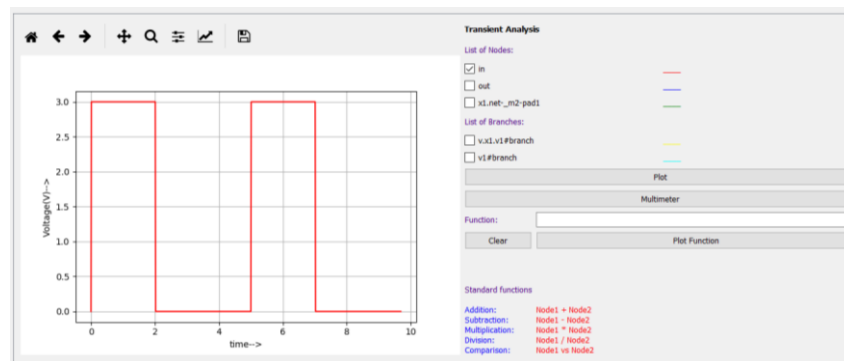 Transient Analysis
List of Nodes:
in
out
x1.net-_m2-pad1
List of Branches:
v.x1.v1#branch
v1#branch
Plot
Multimeter
Function:
Clear
Plot Function
Standard functions
Addition: Node1 + Node2
Subtraction: Node1 - Node2
Multiplication: Node1 * Node2
Division: Node1 / Node2
Comparison: Node1 vs Node2
Voltage(V)-->
3.0
2.5
2.0
1.5
1.0
0.5
0.0
0 2 4 6 8 10
time-->